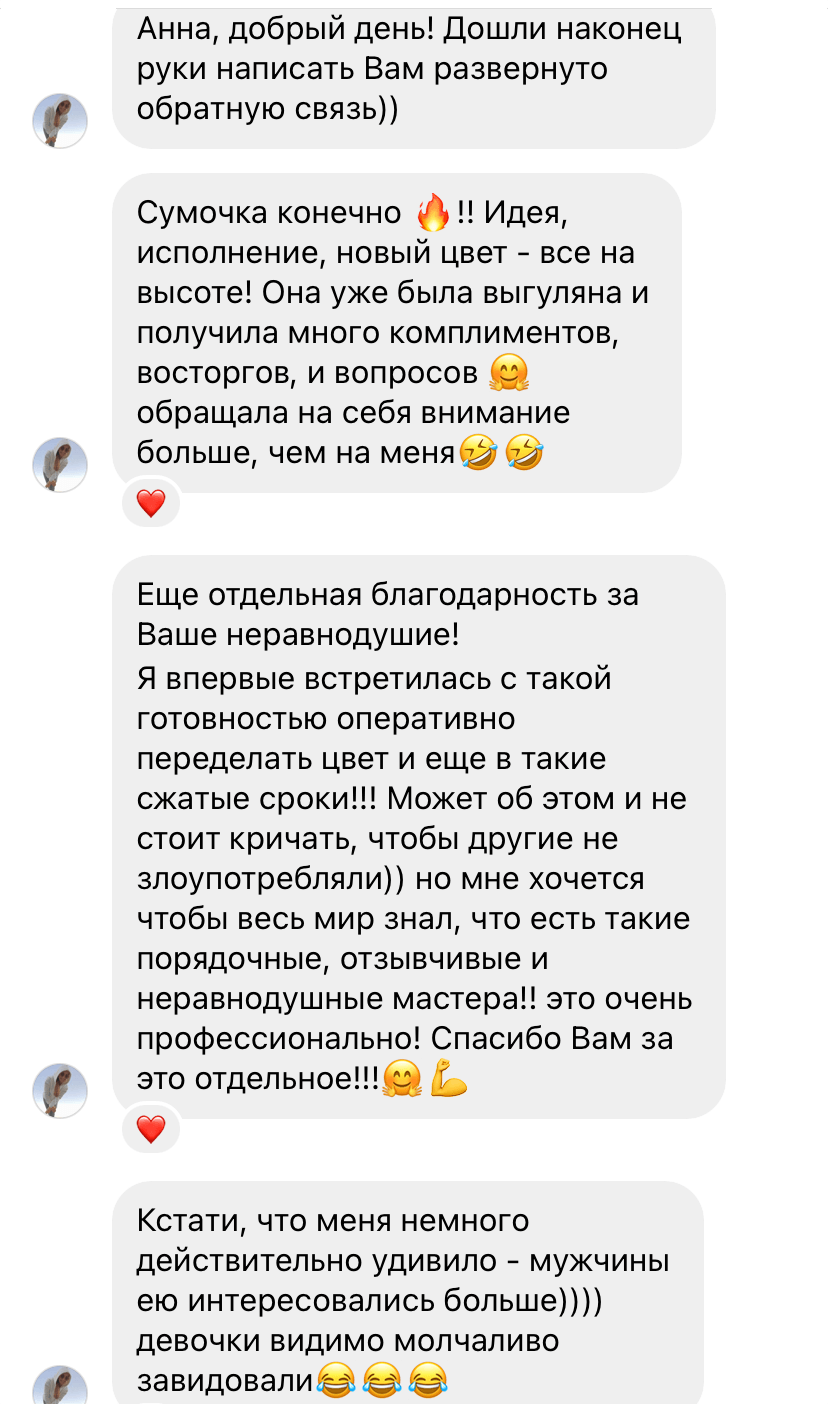 Анна, добрый день! Дошли наконец
руки написать Вам развернуто
обратную связь))
Сумочка конечно 🔥!! Идея,
исполнение, новый цвет - все на
высоте! Она уже была выгуляна и
получила много комплиментов,
восторгов, и вопросов 🤗
обращала на себя внимание
больше, чем на меня🤣🤣
Еще отдельная благодарность за
Ваше неравнодушие!
Я впервые встретилась с такой
готовностью оперативно
переделать цвет и еще в такие
сжатые сроки!!! Может об этом и не
стоит кричать, чтобы другие не
злоупотребляли)) но мне хочется
чтобы весь мир знал, что есть такие
порядочные, отзывчивые и
неравнодушные мастера!! это очень
профессионально! Спасибо Вам за
это отдельное!!!🤗💪
Кстати, что меня немного
действительно удивило - мужчины
ею интересовались больше))))
девочки видимо молчаливо
завидовали😂😂😂